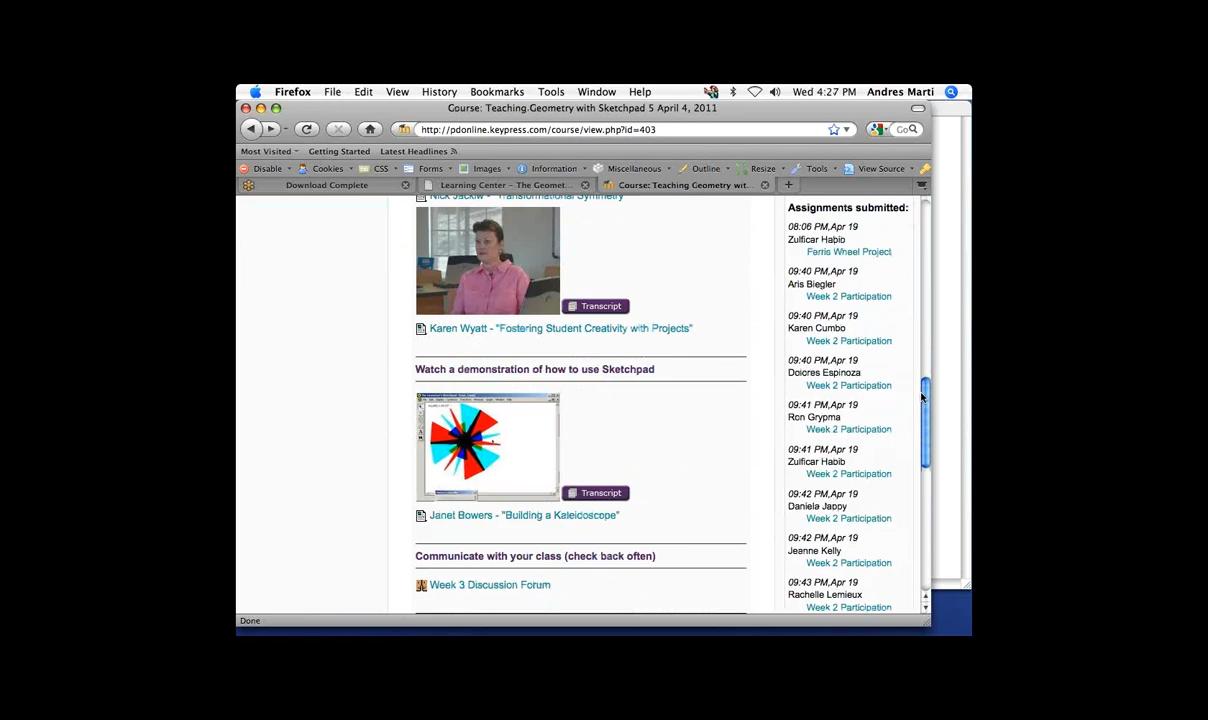 Firefox File Edit View History Bookmarks Tools Window Help Wed 4:27 PM Andres Marti
Course: Teaching Geometry with Sketchpad 5 April 4, 2011
http://pdonline.keypress.com/course/view.php?id=403
Go
Most Visited Getting Started Latest Headlines
Disable Cookies CSS Forms Images Information Miscellaneous Outline Resize Tools View Source
Download Complete Learning Center – The Geomet... Course: Teaching Geometry wit...
Nick Jackiw - "Transformational Symmetry"
Transcript
Karen Wyatt - "Fostering Student Creativity with Projects"
Watch a demonstration of how to use Sketchpad
Transcript
Janet Bowers - "Building a Kaleidoscope"
Communicate with your class (check back often)
Week 3 Discussion Forum
Assignments submitted:
08:06 PM,Apr 19
Zulficar Habib
Ferris Wheel Project
09:40 PM,Apr 19
Aris Biegler
Week 2 Participation
09:40 PM,Apr 19
Karen Cumbo
Week 2 Participation
09:40 PM,Apr 19
Dolores Espinoza
Week 2 Participation
09:41 PM,Apr 19
Ron Grypma
Week 2 Participation
09:41 PM,Apr 19
Zulficar Habib
Week 2 Participation
09:42 PM,Apr 19
Daniela Jappy
Week 2 Participation
09:42 PM,Apr 19
Jeanne Kelly
Week 2 Participation
09:43 PM,Apr 19
Rachelle Lemieux
Week 2 Participation
Done